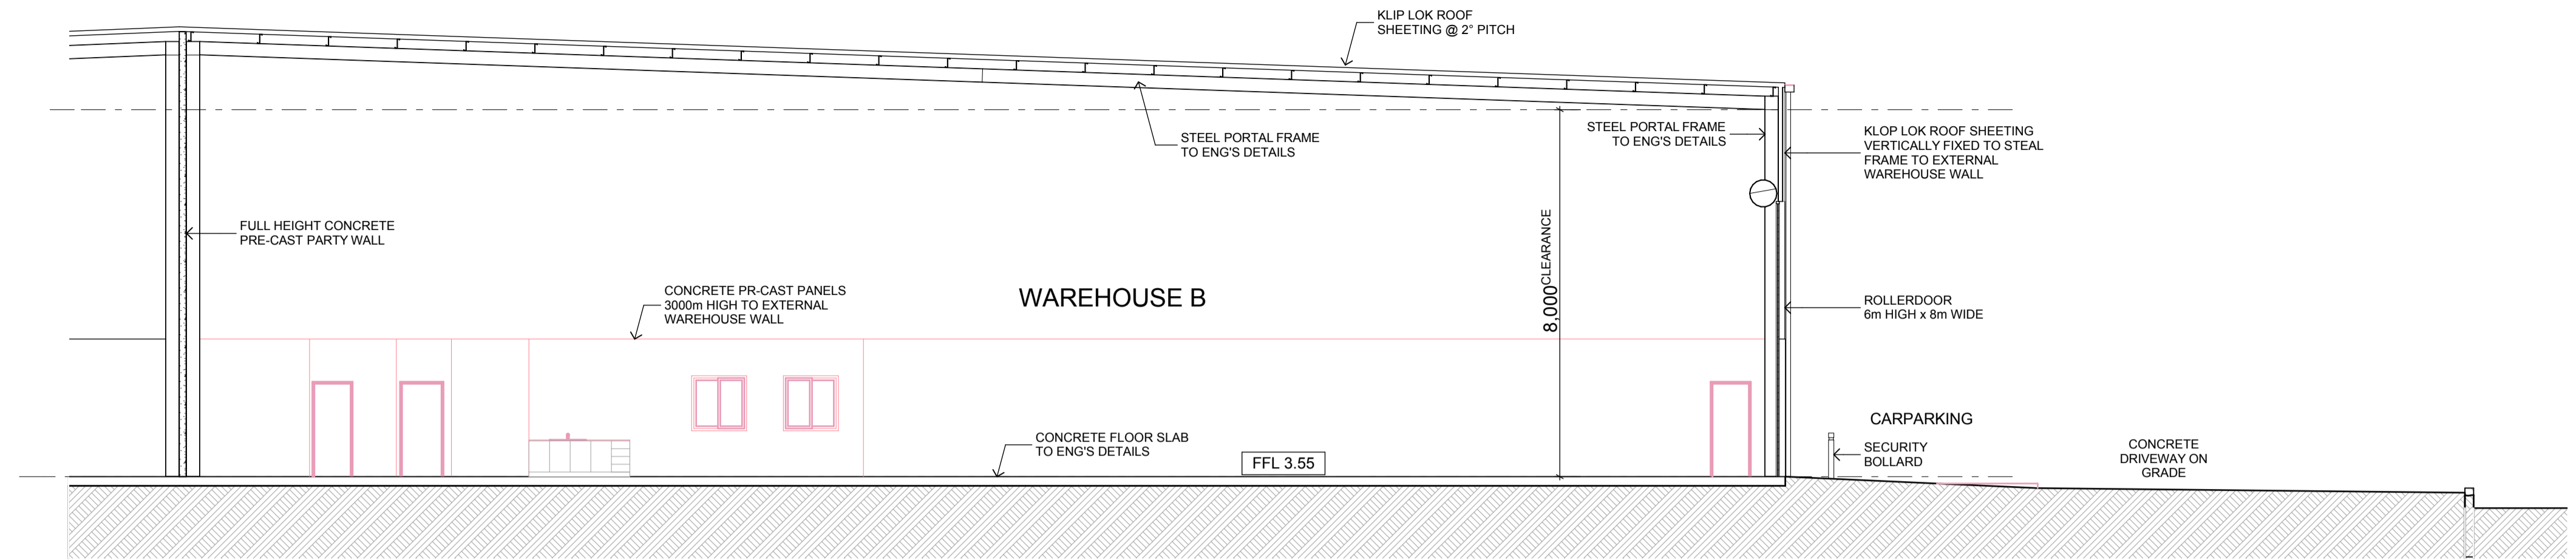 KLIP LOK ROOF
SHEETING @ 2° PITCH
STEEL PORTAL FRAME
TO ENG'S DETAILS
STEEL PORTAL FRAME
TO ENG'S DETAILS
KLOP LOK ROOF SHEETING
VERTICALLY FIXED TO STEAL
FRAME TO EXTERNAL
WAREHOUSE WALL
FULL HEIGHT CONCRETE
PRE-CAST PARTY WALL
8,000 CLEARANCE
CONCRETE PR-CAST PANELS
3000m HIGH TO EXTERNAL
WAREHOUSE WALL
WAREHOUSE B
ROLLERDOOR
6m HIGH x 8m WIDE
CARPARKING
CONCRETE FLOOR SLAB
TO ENG'S DETAILS
FFL 3.55
SECURITY
BOLLARD
CONCRETE
DRIVEWAY ON
GRADE